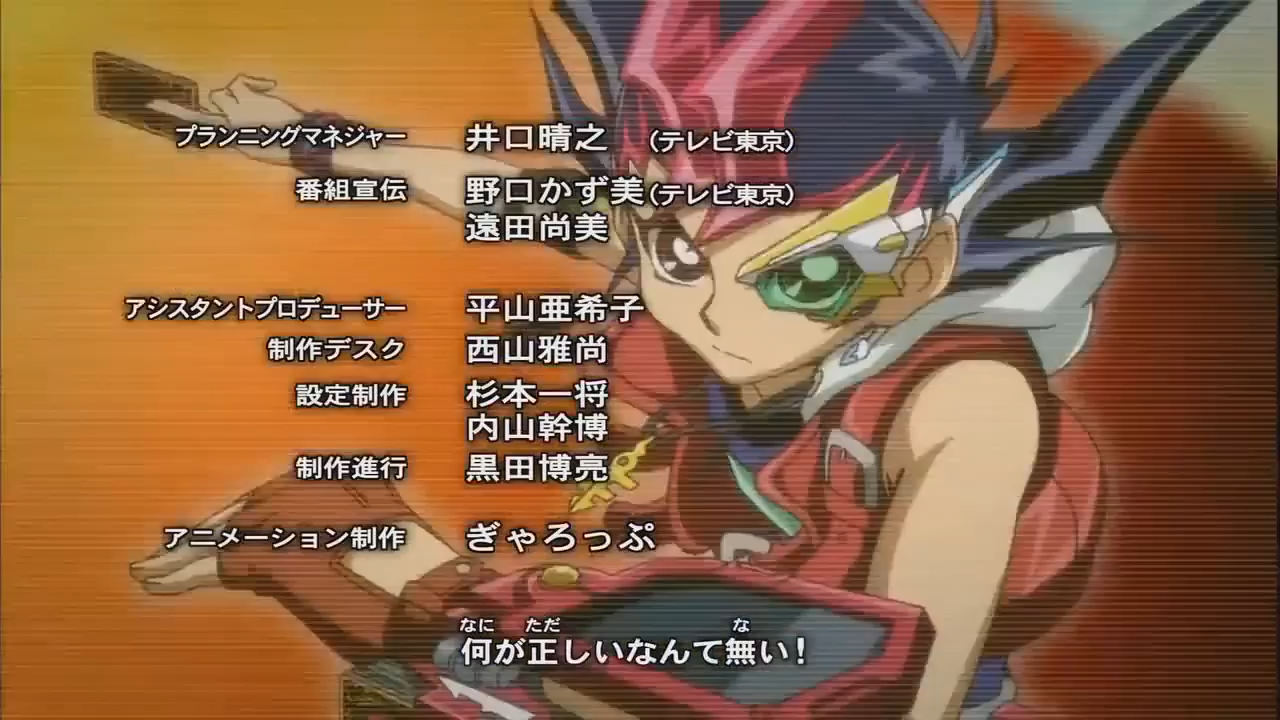 プランニングマネジャー 井口晴之 (テレビ東京)
番組宣伝 野口かず美(テレビ東京)
遠田尚美
アシスタントプロデューサー 平山亜希子
制作デスク 西山雅尚
設定制作 杉本一将
内山幹博
制作進行 黒田博亮
アニメーション制作 ぎゃろっぷ
なに ただ な
何が正しいなんて無い!